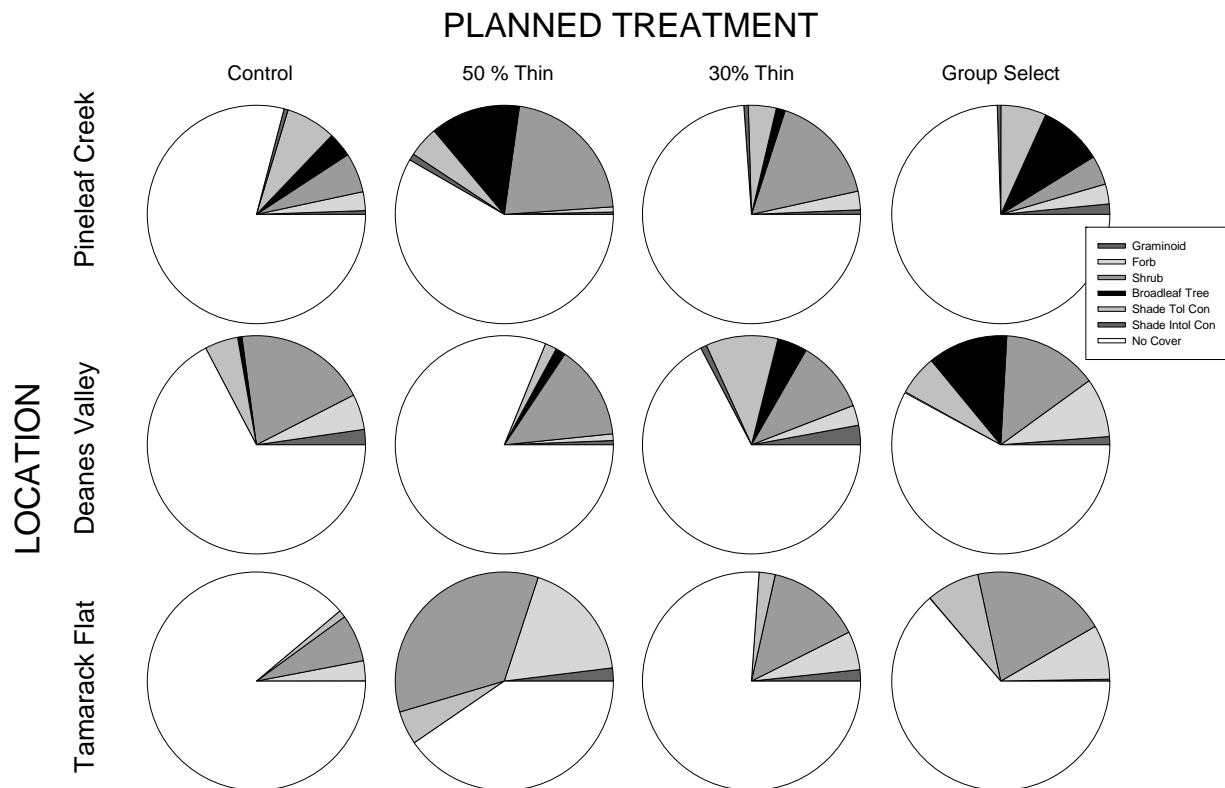 PLANNED TREATMENT
Control
50 % Thin
30% Thin
Group Select
LOCATION
Pineleaf Creek
Deanes Valley
Tamarack Flat
Graminoid
Forb
Shrub
Broadleaf Tree
Shade Tol Con
Shade Intol Con
No Cover